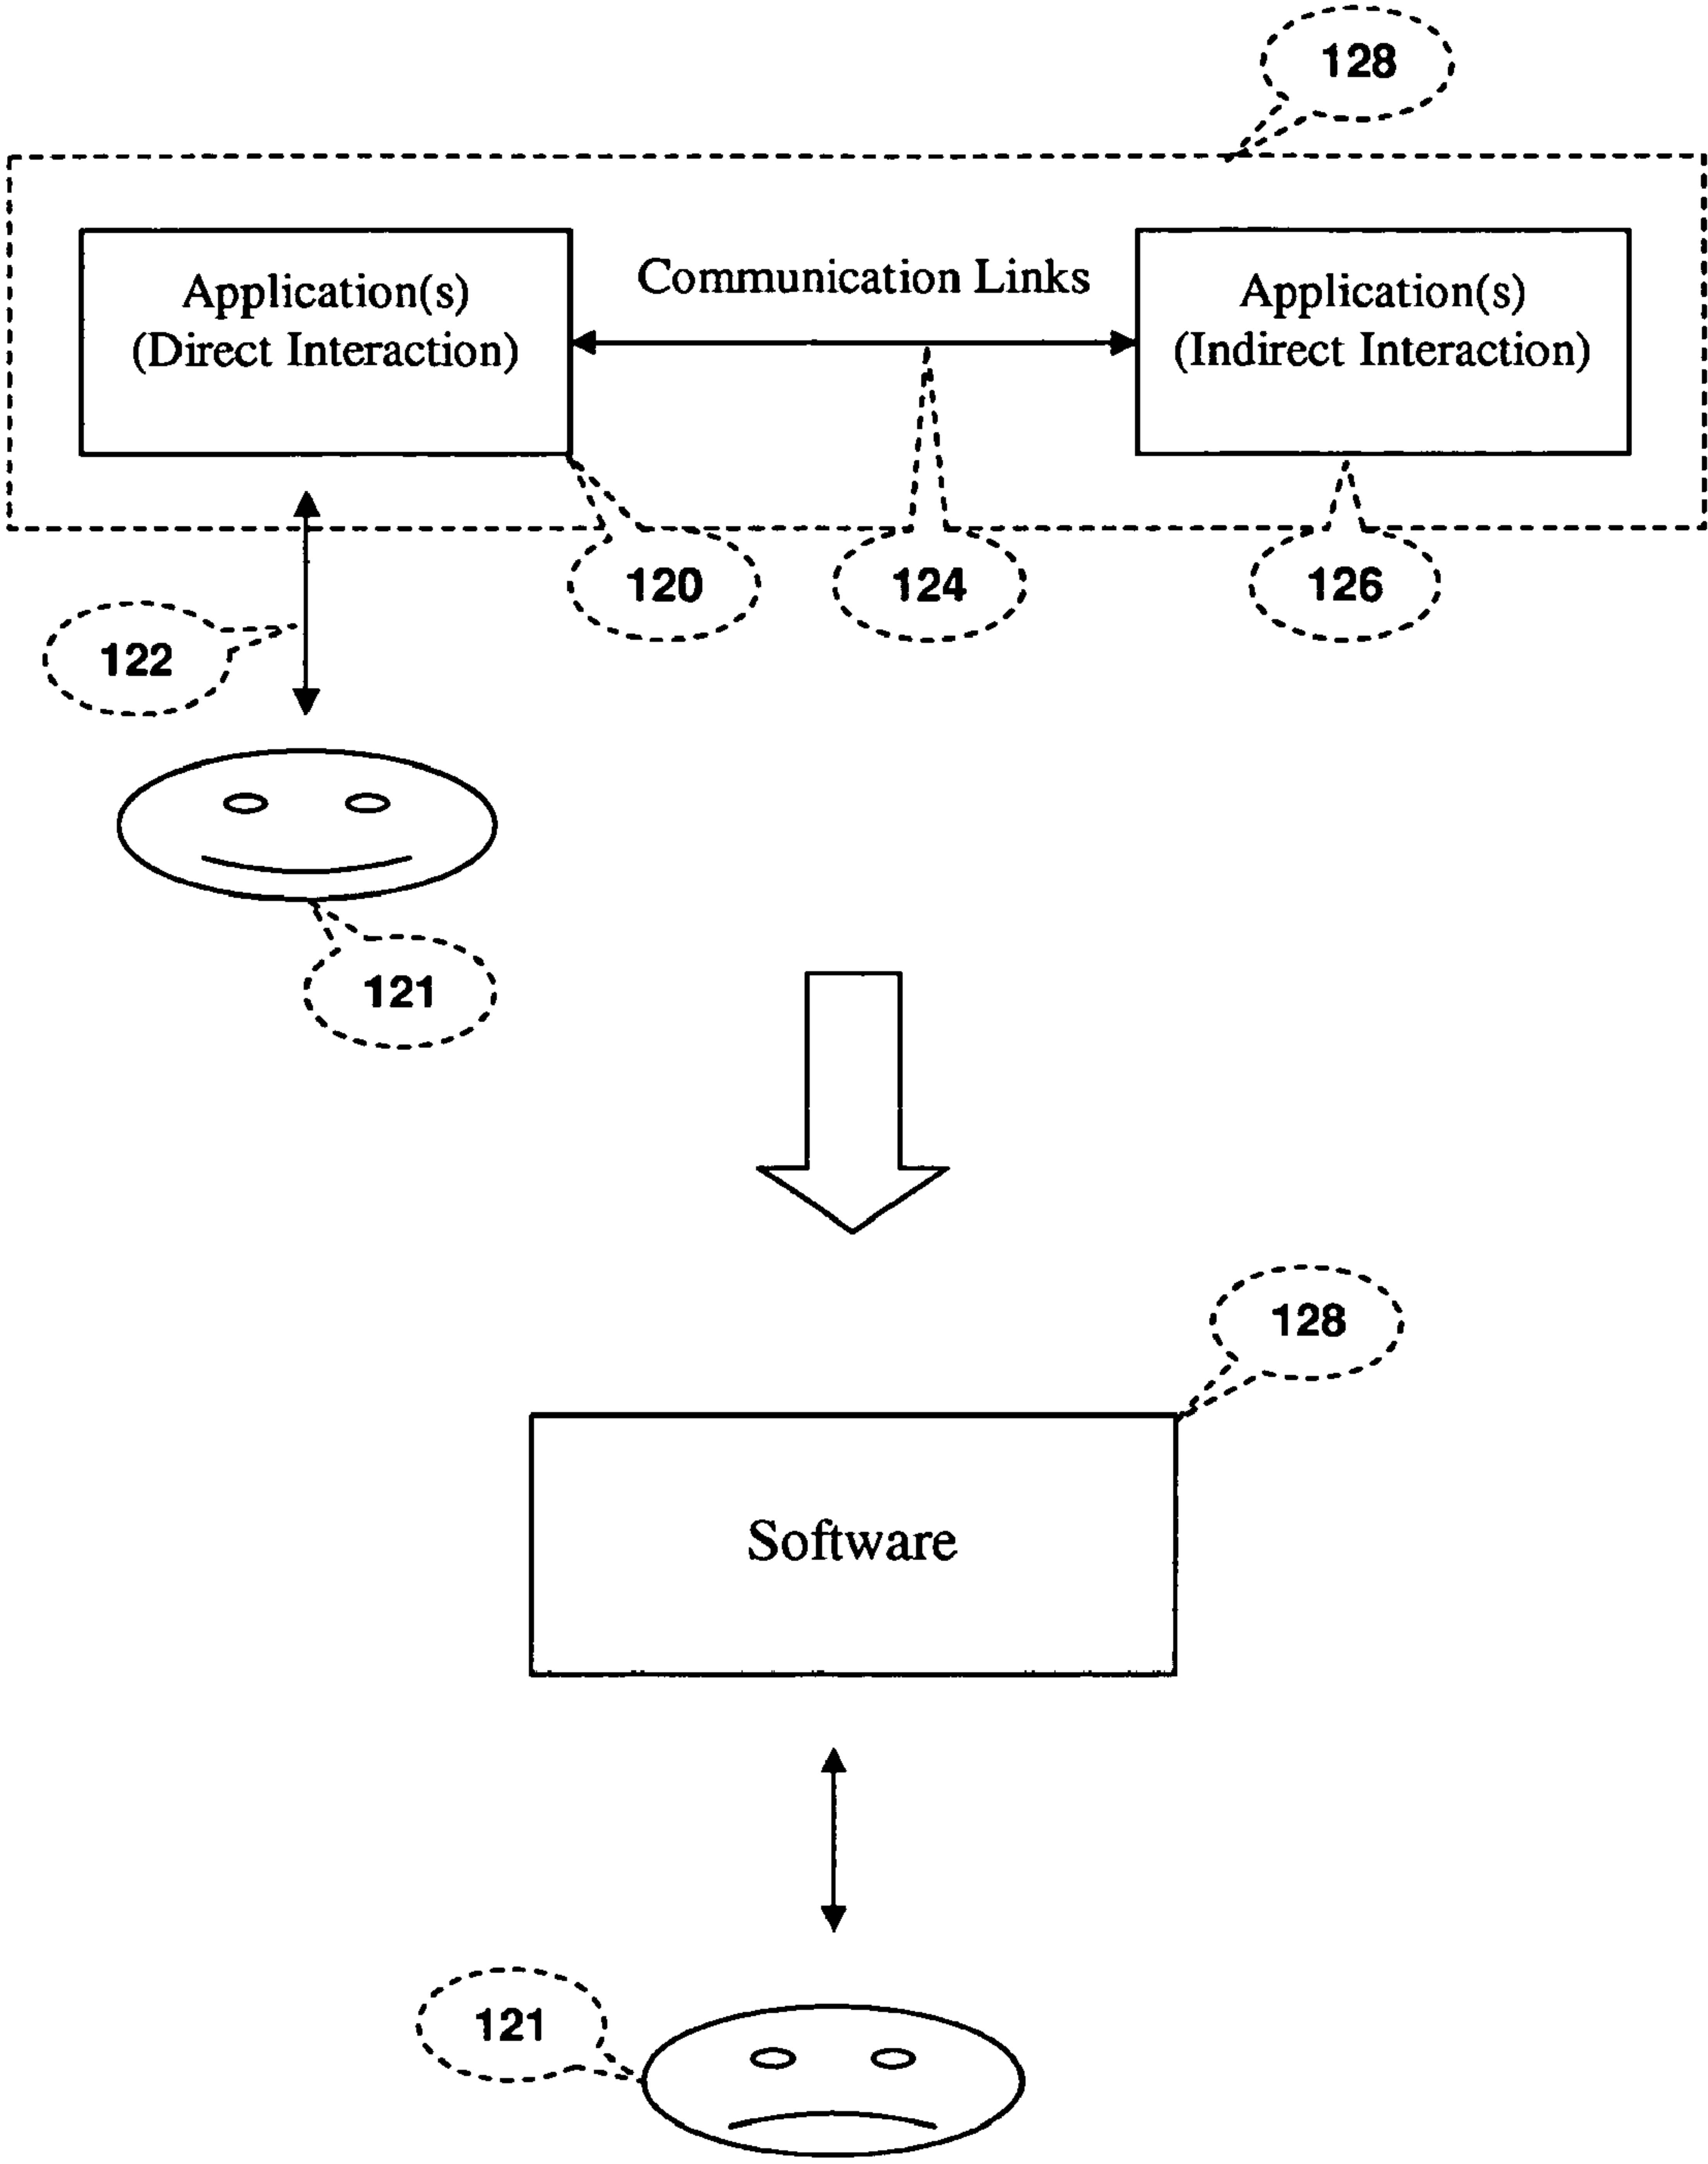 128
Communication Links
Application(s)
(Direct Interaction)
Application(s)
(Indirect Interaction)
120
124
126
122
121
128
Software
121